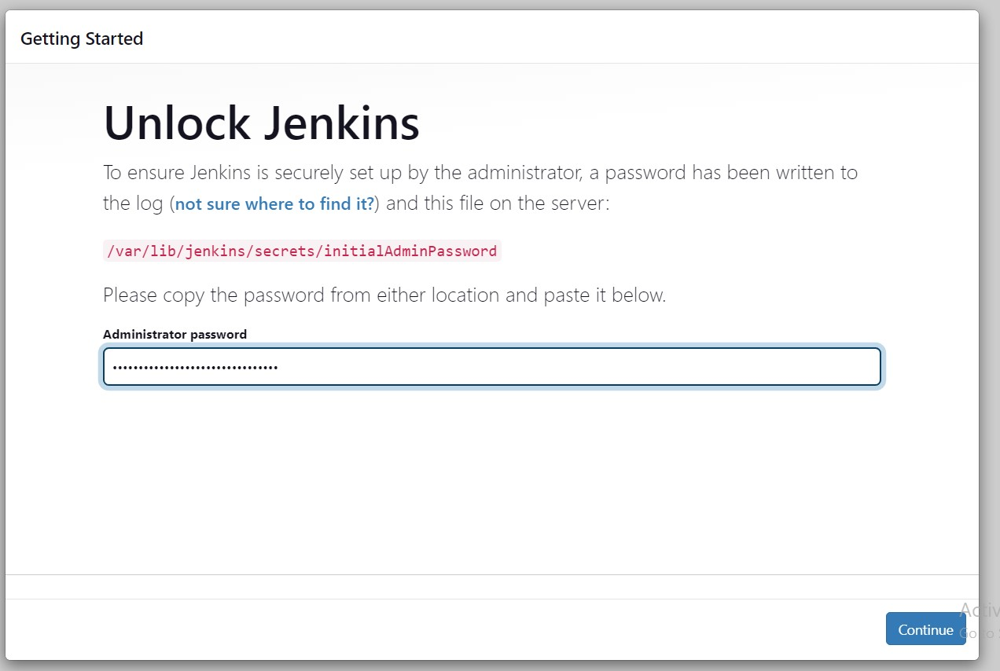 Getting Started
Unlock Jenkins
To ensure Jenkins is securely set up by the administrator, a password has been written to
the log (not sure where to find it?) and this file on the server:
/var/lib/jenkins/secrets/initialAdminPassword
Please copy the password from either location and paste it below.
Administrator password
••••••••••••••••••••••••••••••••
Continue
Go to